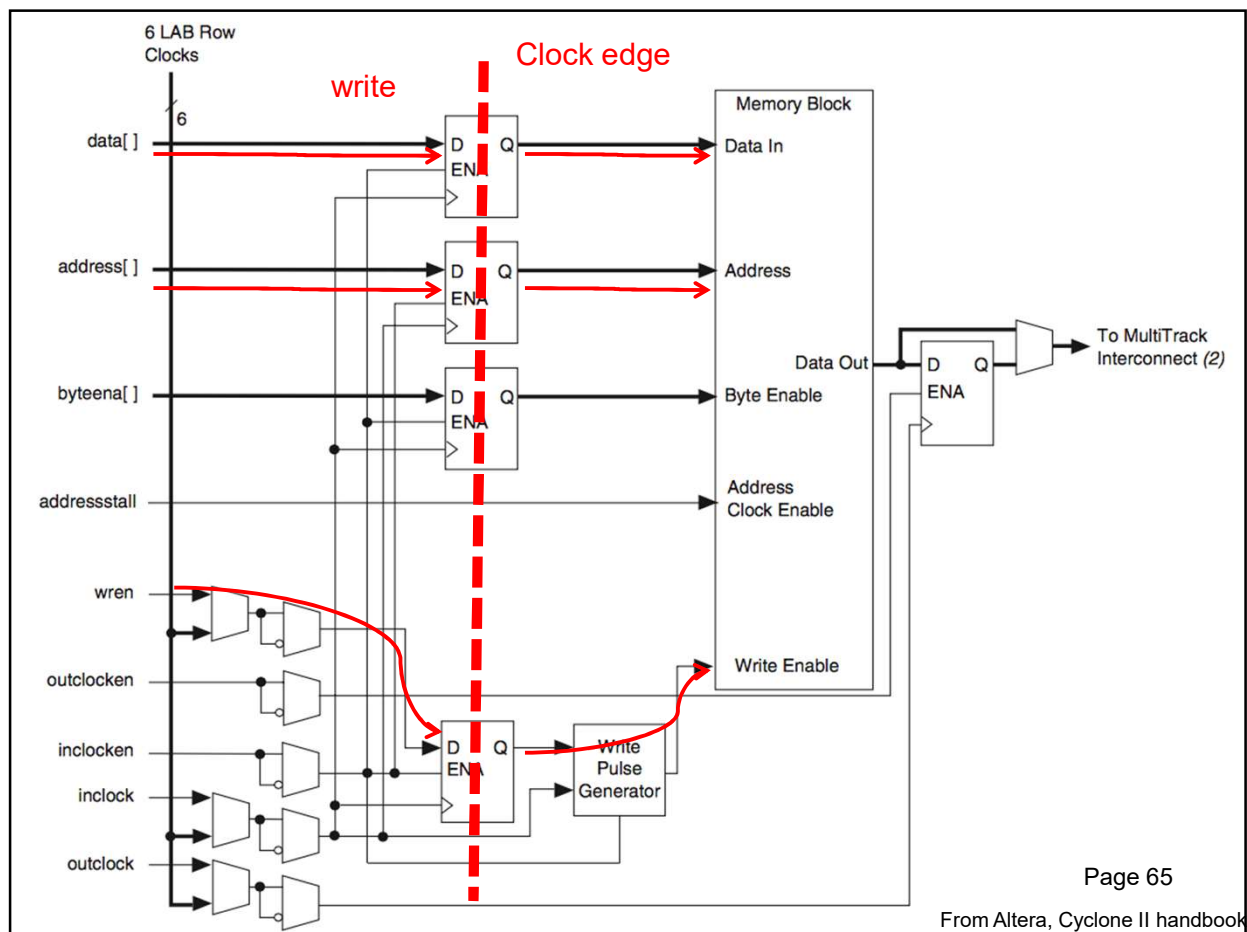 6 LAB Row
Clocks
write
Clock edge
6
data[ ]
D Q
ENA
Memory Block
Data In
address[ ]
D Q
ENA
Address
To MultiTrack
Interconnect (2)
Data Out
D Q
ENA
byteena[ ]
D Q
ENA
Byte Enable
addressstall
Address
Clock Enable
wren
Write Enable
outclocken
inclocken
D Q
ENA
Write
Pulse
Generator
inclock
outclock
Page 65
From Altera, Cyclone II handbook